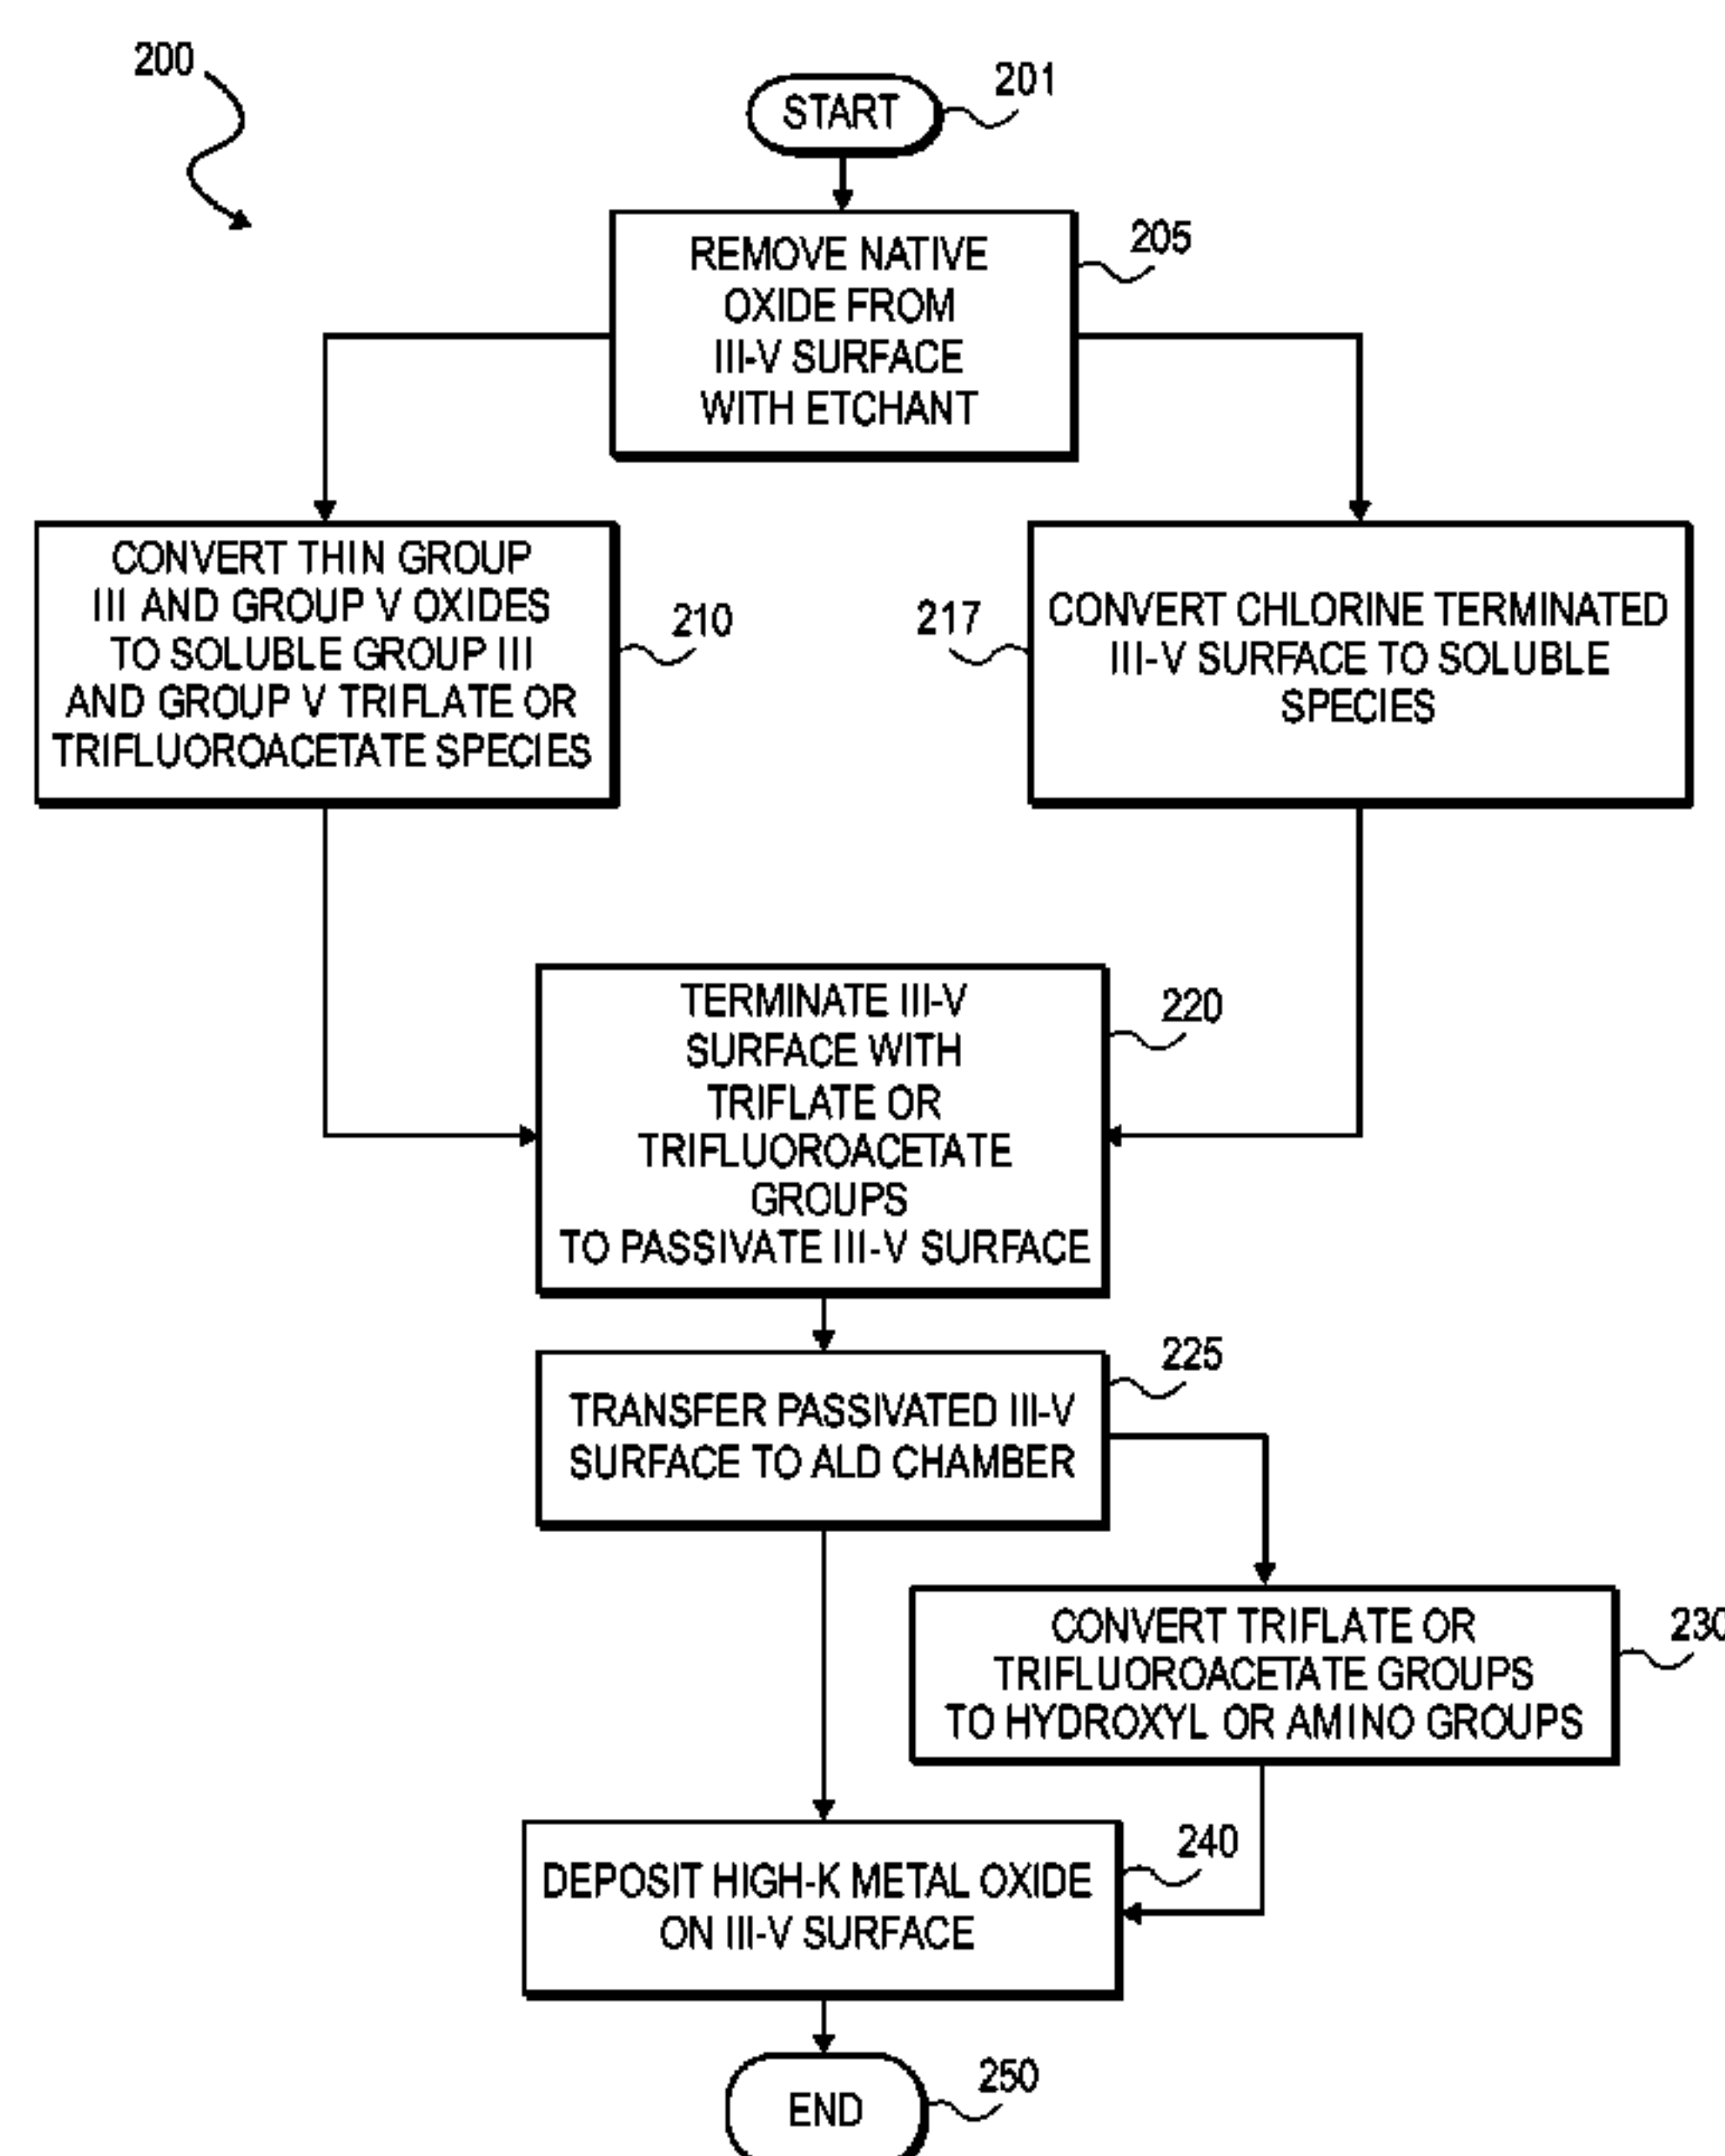 200
START
201
REMOVE NATIVE
OXIDE FROM
III-V SURFACE
WITH ETCHANT
205
CONVERT THIN GROUP
III AND GROUP V OXIDES
TO SOLUBLE GROUP III
AND GROUP V TRIFLATE OR
TRIFLUOROACETATE SPECIES
210
217
CONVERT CHLORINE TERMINATED
III-V SURFACE TO SOLUBLE
SPECIES
TERMINATE III-V
SURFACE WITH
TRIFLATE OR
TRIFLUOROACETATE
GROUPS
TO PASSIVATE III-V SURFACE
220
TRANSFER PASSIVATED III-V
SURFACE TO ALD CHAMBER
225
CONVERT TRIFLATE OR
TRIFLUOROACETATE GROUPS
TO HYDROXYL OR AMINO GROUPS
230
DEPOSIT HIGH-K METAL OXIDE
ON III-V SURFACE
240
END
250